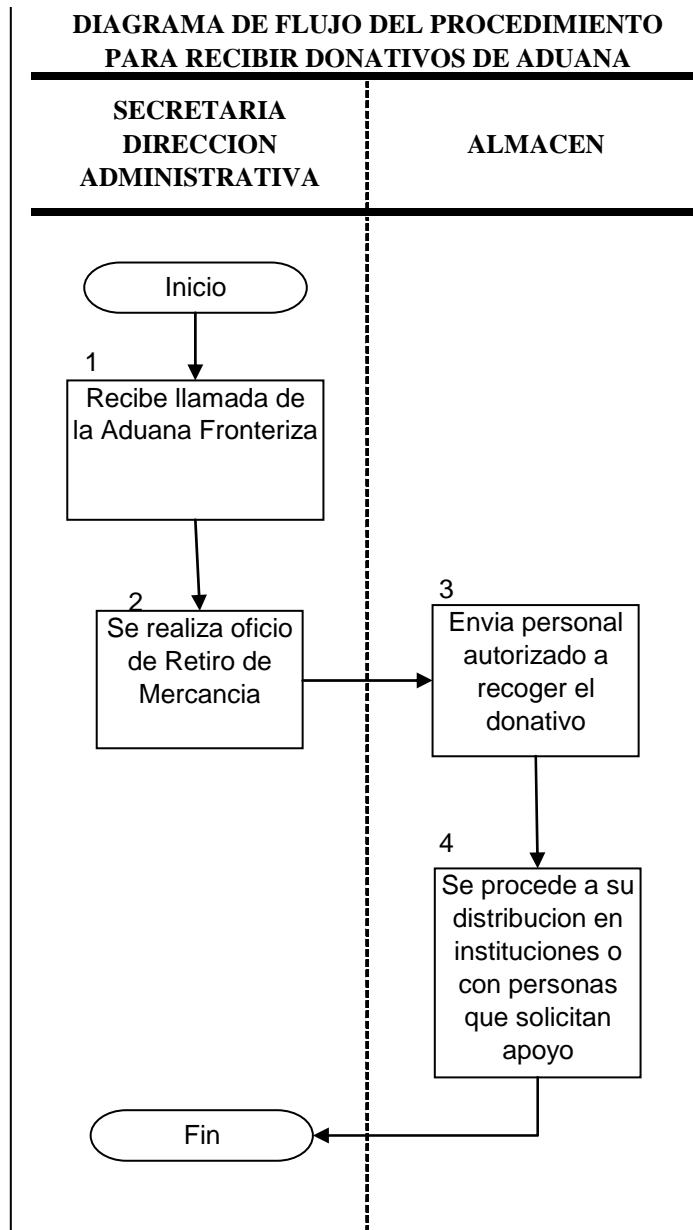 DIAGRAMA DE FLUJO DEL PROCEDIMIENTO
PARA RECIBIR DONATIVOS DE ADUANA
SECRETARIA
DIRECCION
ADMINISTRATIVA
ALMACEN
Inicio
1
Recibe llamada de
la Aduana Fronteriza
2
Se realiza oficio
de Retiro de
Mercancia
3
Envia personal
autorizado a
recoger el
donativo
4
Se procede a su
distribucion en
instituciones o
con personas
que solicitan
apoyo
Fin